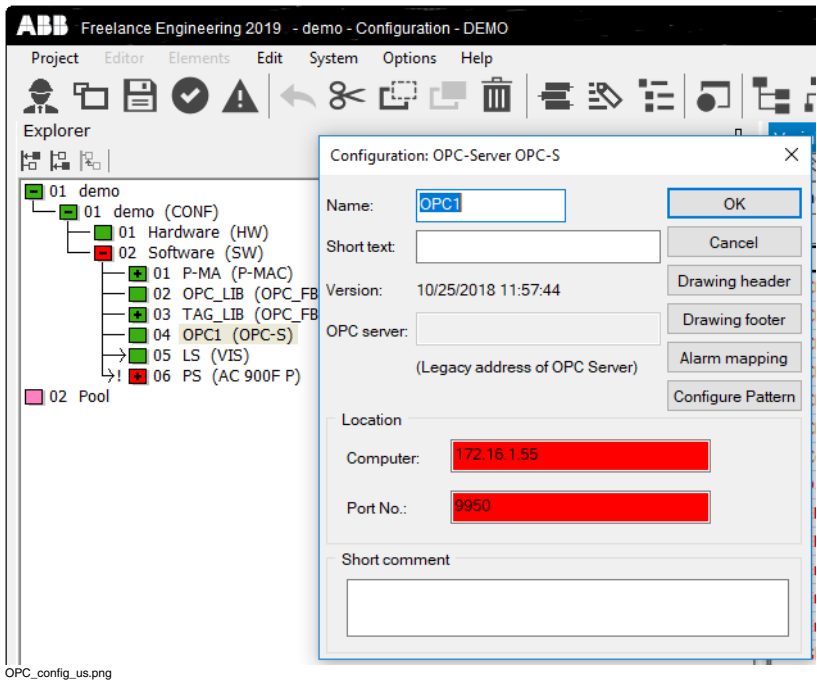 ABB Freelance Engineering 2019 - demo - Configuration - DEMO
Project Editor Elements Edit System Options Help
Explorer
Configuration: OPC-Server OPC-S
01 demo
01 demo (CONF)
01 Hardware (HW)
02 Software (SW)
01 P-MA (P-MAC)
02 OPC_LIB (OPC_FB
03 TAG_LIB (OPC_FB
04 OPC1 (OPC-S)
05 LS (VIS)
! 06 PS (AC 900F P)
02 Pool
Name: OPC1
Short text:
Version: 10/25/2018 11:57:44
OPC server:
(Legacy address of OPC Server)
OK
Cancel
Drawing header
Drawing footer
Alarm mapping
Configure Pattern
Location
Computer: 172.16.1.55
Port No.: 9950
Short comment
OPC_config_us.png